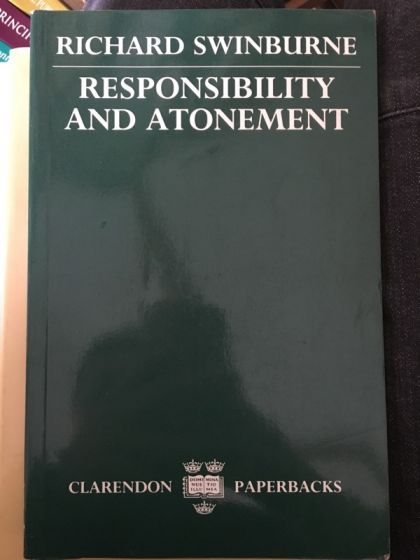 RICHARD SWINBURNE
RESPONSIBILITY
AND ATONEMENT
CLARENDON PAPERBACKS